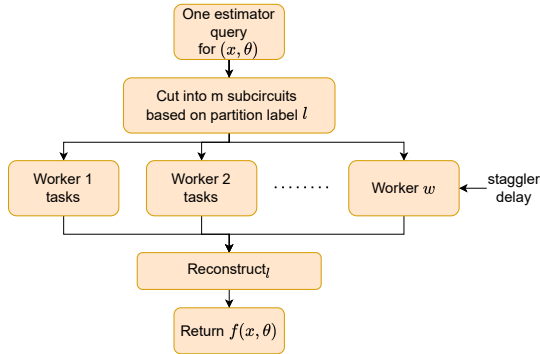 One estimator
query
for (x, θ)
Cut into m subcircuits
based on partition label l
Worker 1
tasks
Worker 2
tasks
........
Worker w
staggler
delay
Reconstructₗ
Return f(x, θ)